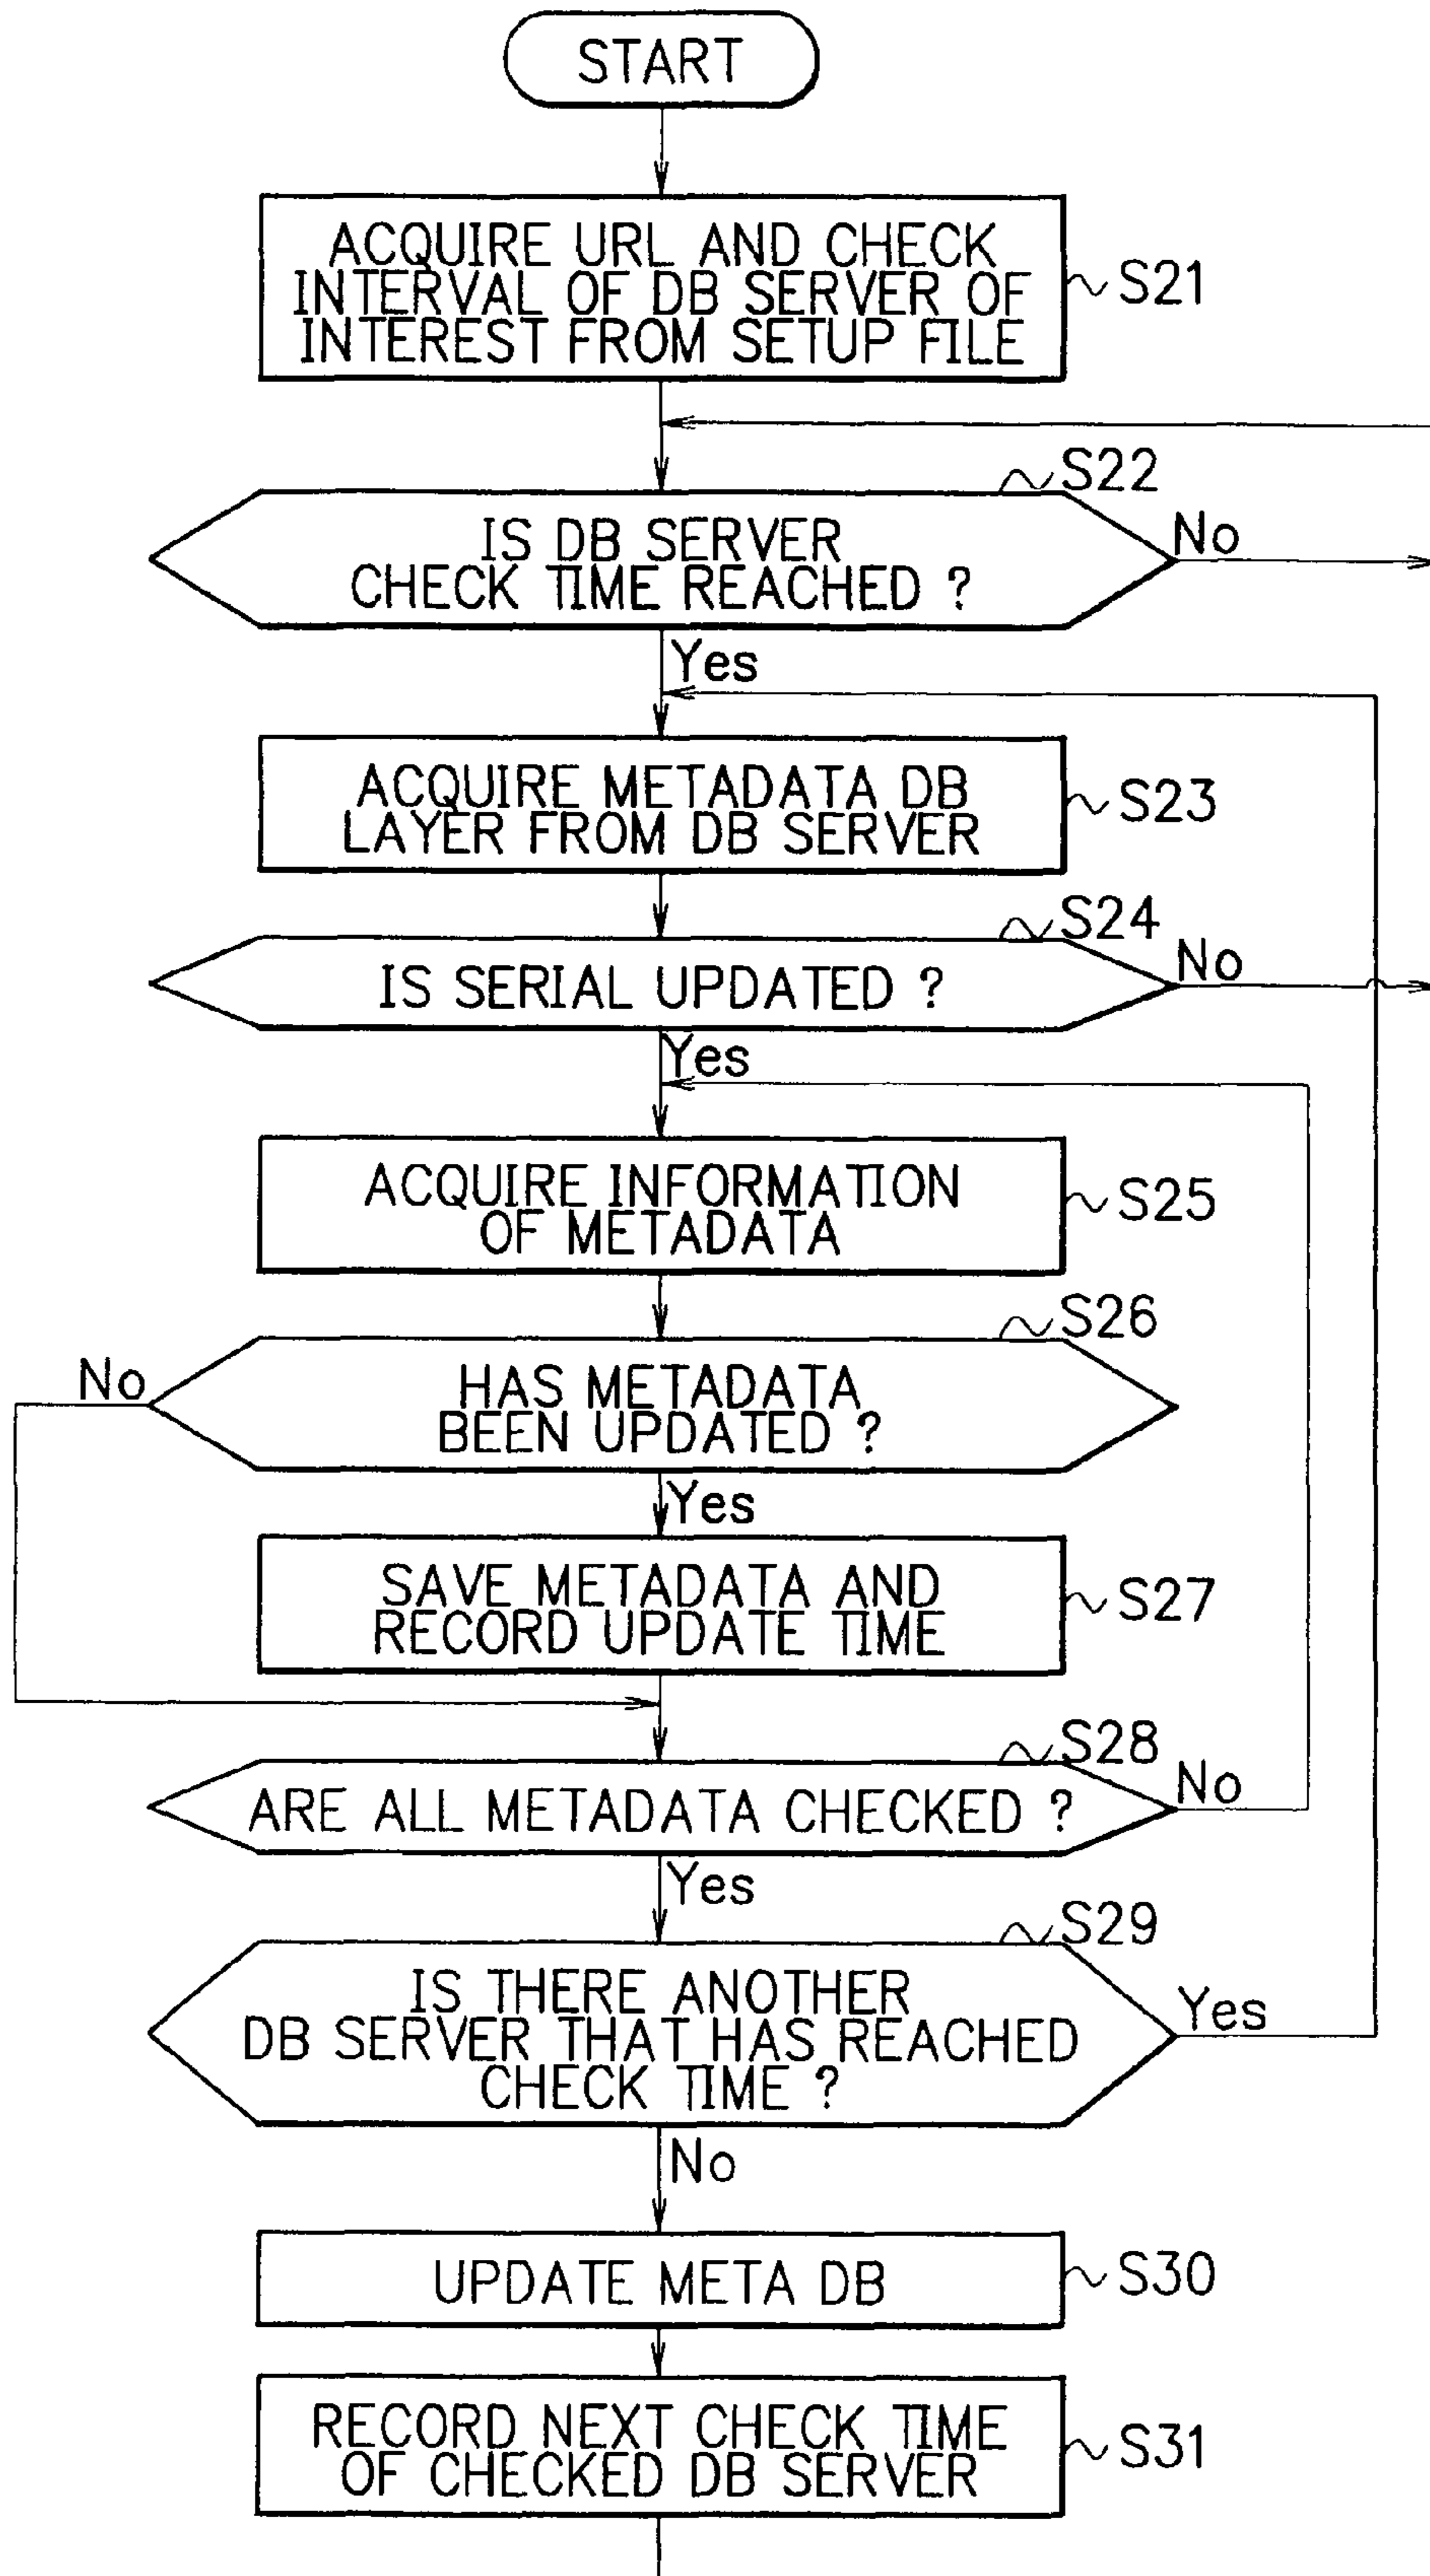 START
ACQUIRE URL AND CHECK
INTERVAL OF DB SERVER OF
INTEREST FROM SETUP FILE
S21
S22
IS DB SERVER
CHECK TIME REACHED ?
No
Yes
ACQUIRE METADATA DB
LAYER FROM DB SERVER
S23
S24
IS SERIAL UPDATED ?
No
Yes
ACQUIRE INFORMATION
OF METADATA
S25
S26
No
HAS METADATA
BEEN UPDATED ?
Yes
SAVE METADATA AND
RECORD UPDATE TIME
S27
S28
ARE ALL METADATA CHECKED ?
No
Yes
S29
IS THERE ANOTHER
DB SERVER THAT HAS REACHED
CHECK TIME ?
Yes
No
UPDATE META DB
S30
RECORD NEXT CHECK TIME
OF CHECKED DB SERVER
S31